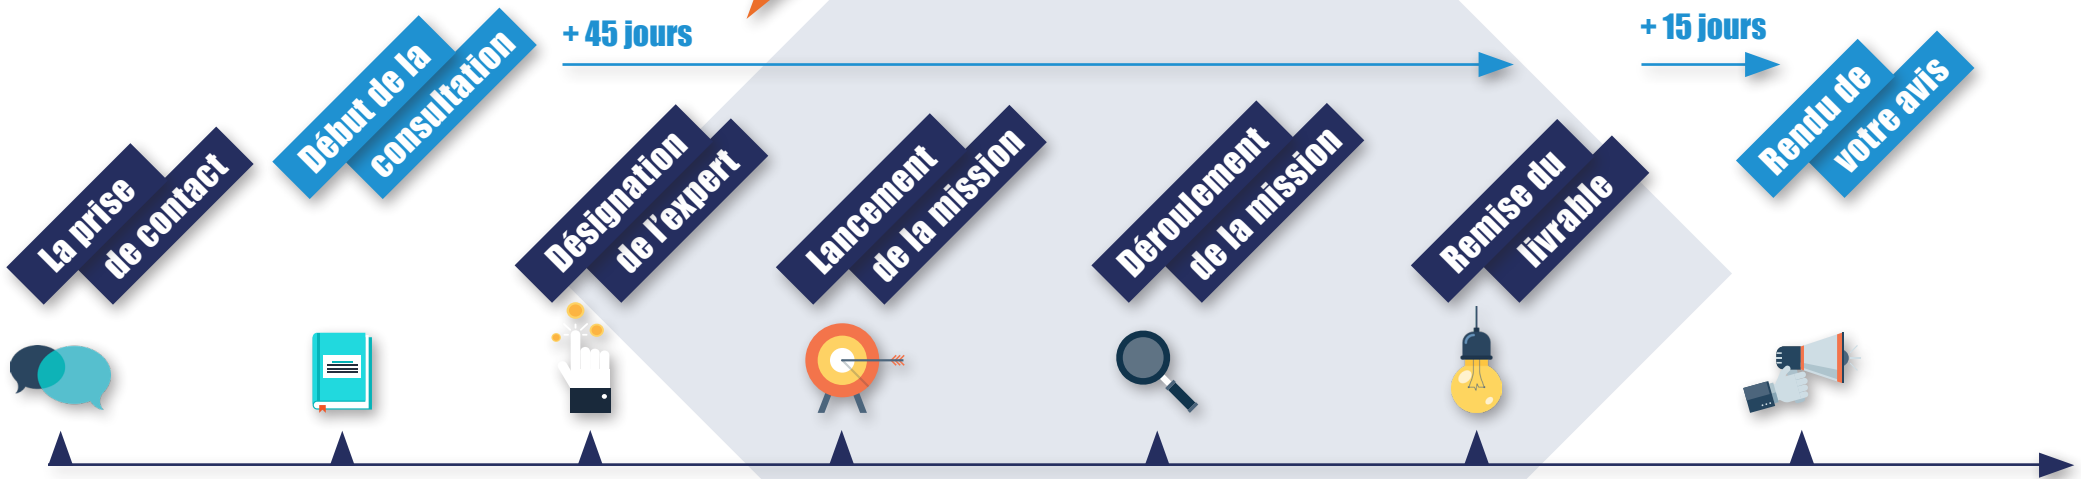 La prise
de contact
Début de la
consultation
+ 45 jours
Désignation
de l'expert
Lancement
de la mission
Déroulement
de la mission
Remise du
livrable
+ 15 jours
Rendu de
votre avis